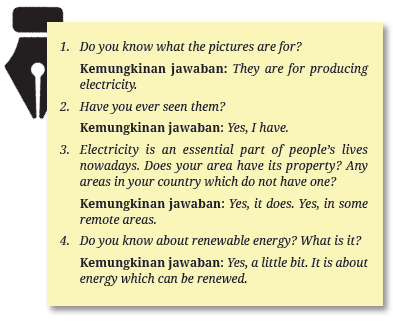 1. Do you know what the pictures are for?
Kemungkinan jawaban: They are for producing
electricity.
2. Have you ever seen them?
Kemungkinan jawaban: Yes, I have.
3. Electricity is an essential part of people's lives
nowadays. Does your area have its property? Any
areas in your country which do not have one?
Kemungkinan jawaban: Yes, it does. Yes, in some
remote areas.
4. Do you know about renewable energy? What is it?
Kemungkinan jawaban: Yes, a little bit. It is about
energy which can be renewed.